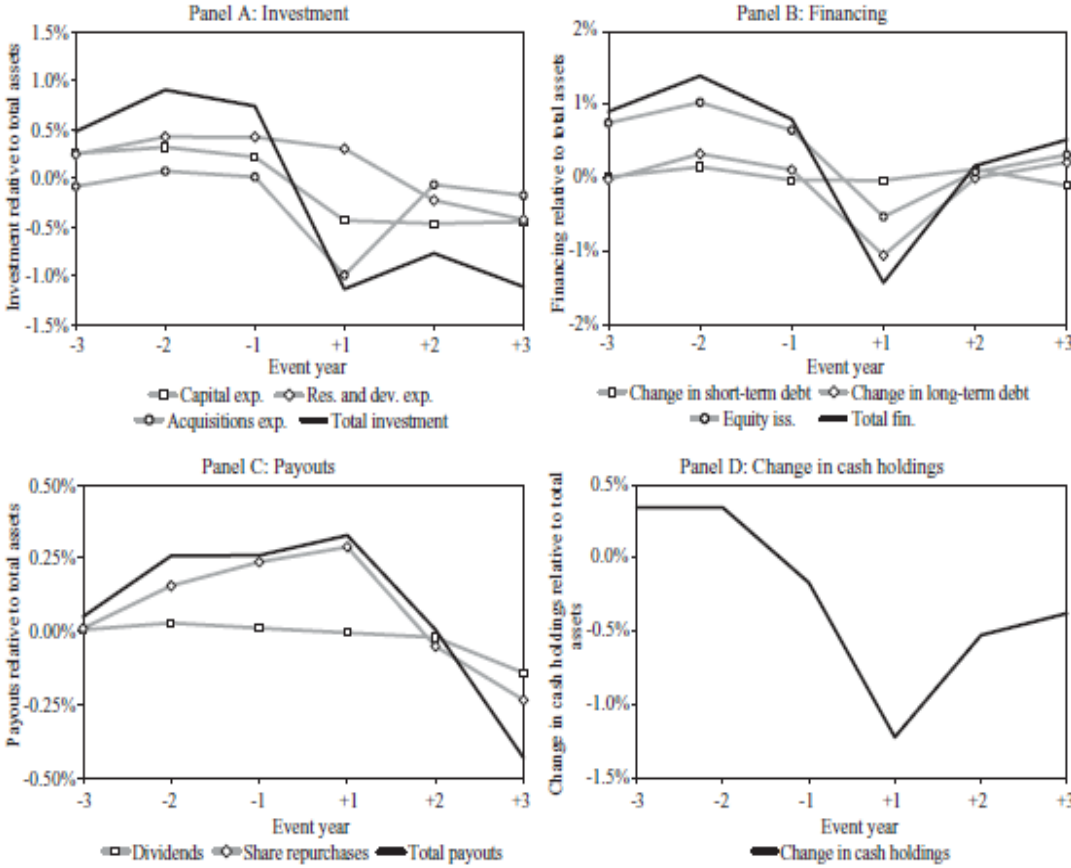 Panel A: Investment
Investment relative to total assets
1.5%
1.0%
0.5%
0.0%
-0.5%
-1.0%
-1.5%
-3 -2 -1 +1 +2 +3
Event year
Capital exp. Res. and dev. exp.
Acquisitions exp. Total investment
Panel B: Financing
Financing relative to total assets
2%
1%
0%
-1%
-2%
-3 -2 -1 +1 +2 +3
Event year
Change in short-term debt Change in long-term debt
Equity iss. Total fin.
Panel C: Payouts
Payouts relative to total assets
0.50%
0.25%
0.00%
-0.25%
-0.50%
-3 -2 -1 +1 +2 +3
Event year
Dividends Share repurchases Total payouts
Panel D: Change in cash holdings
Change in cash holdings relative to total
assets
0.5%
0.0%
-0.5%
-1.0%
-1.5%
-3 -2 -1 +1 +2 +3
Event year
Change in cash holdings